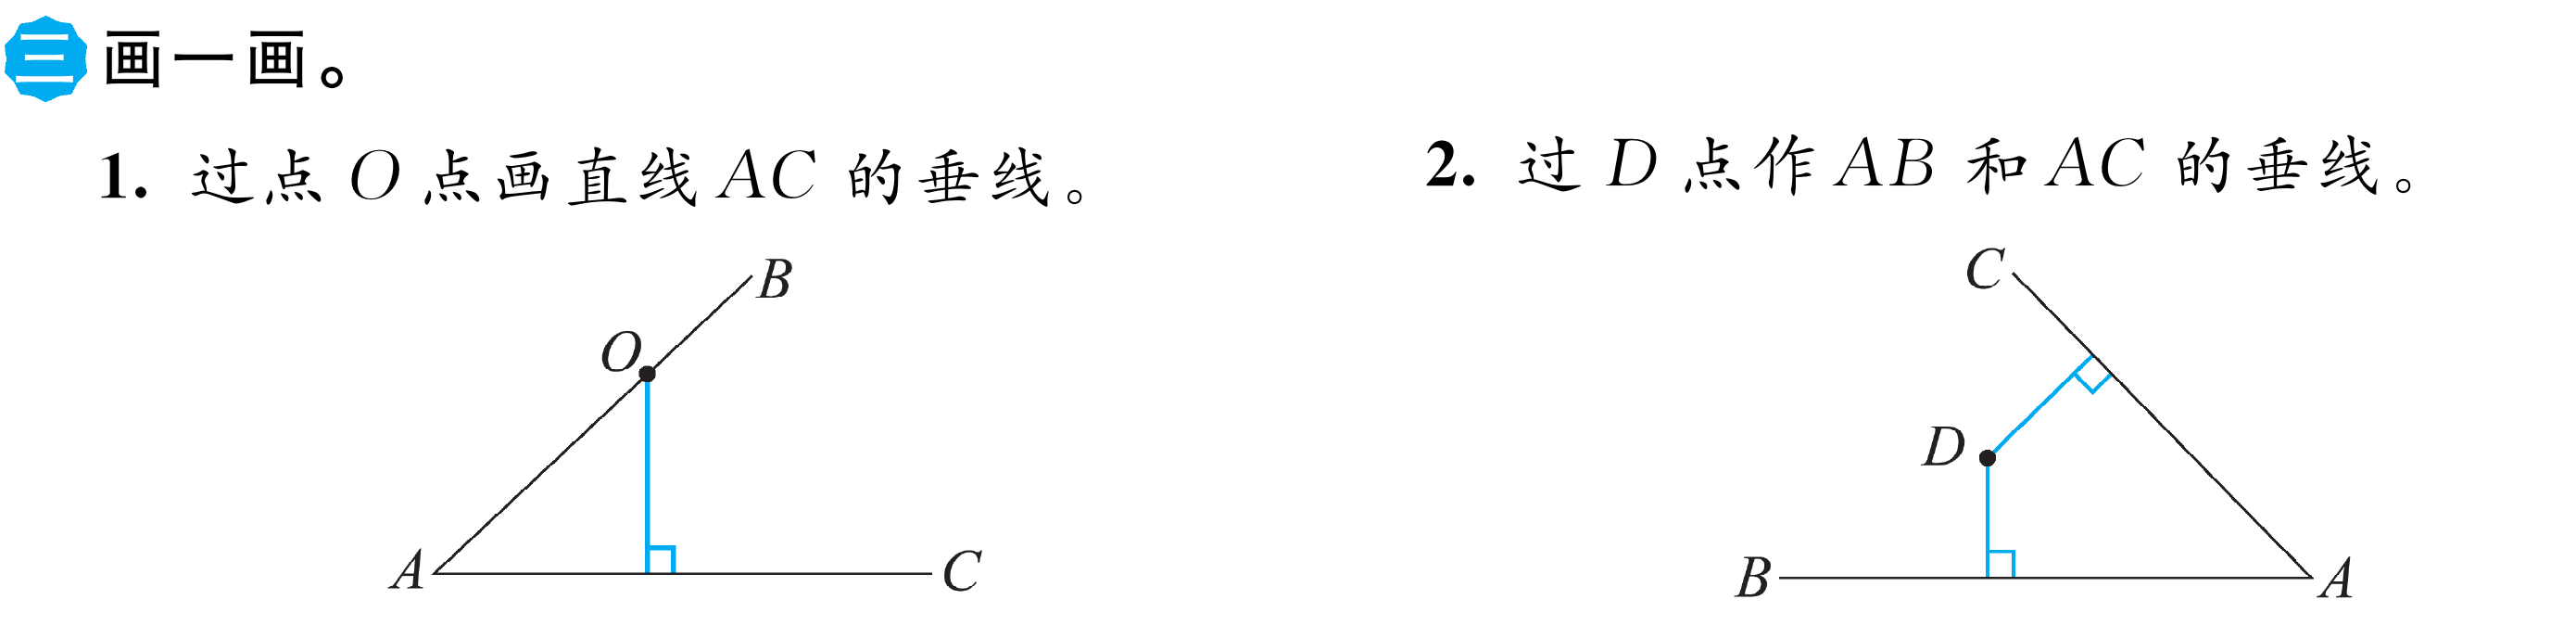 三 画一画。
1. 过点 O 点画直线 AC 的垂线。
2. 过 D 点作 AB 和 AC 的垂线。
B
O
A
C
C
D
B
A